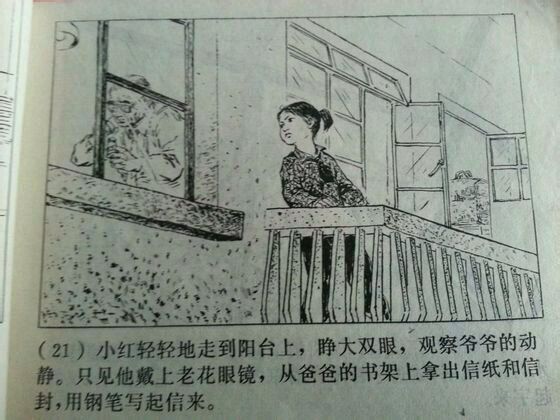 (21) 小红轻轻地走到阳台上，睁大双眼，观察爷爷的动
静。只见他戴上老花眼镜，从爸爸的书架上拿出信纸和信
封，用钢笔写起信来。